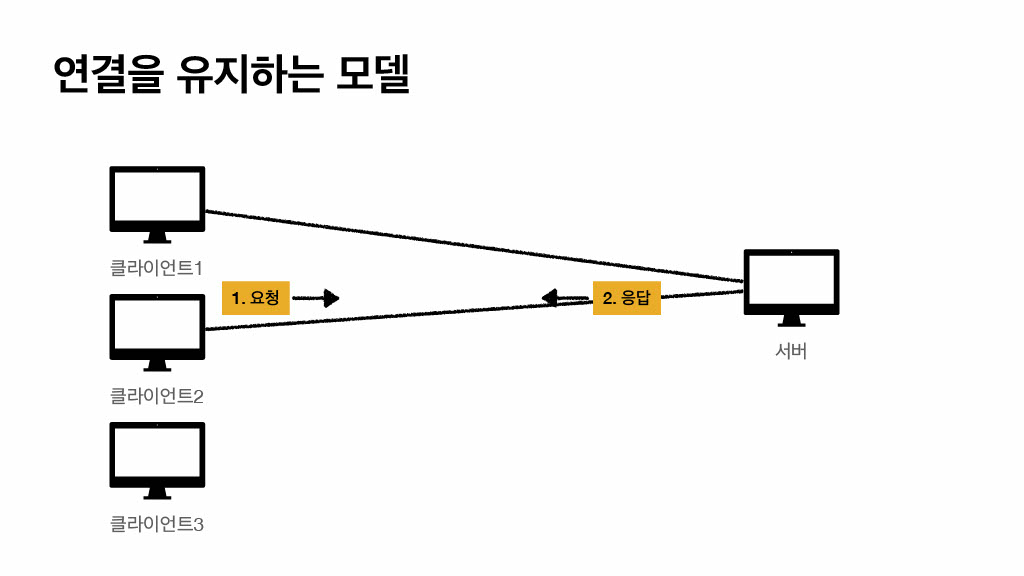 연결을 유지하는 모델
클라이언트1
1. 요청
2. 응답
클라이언트2
서버
클라이언트3